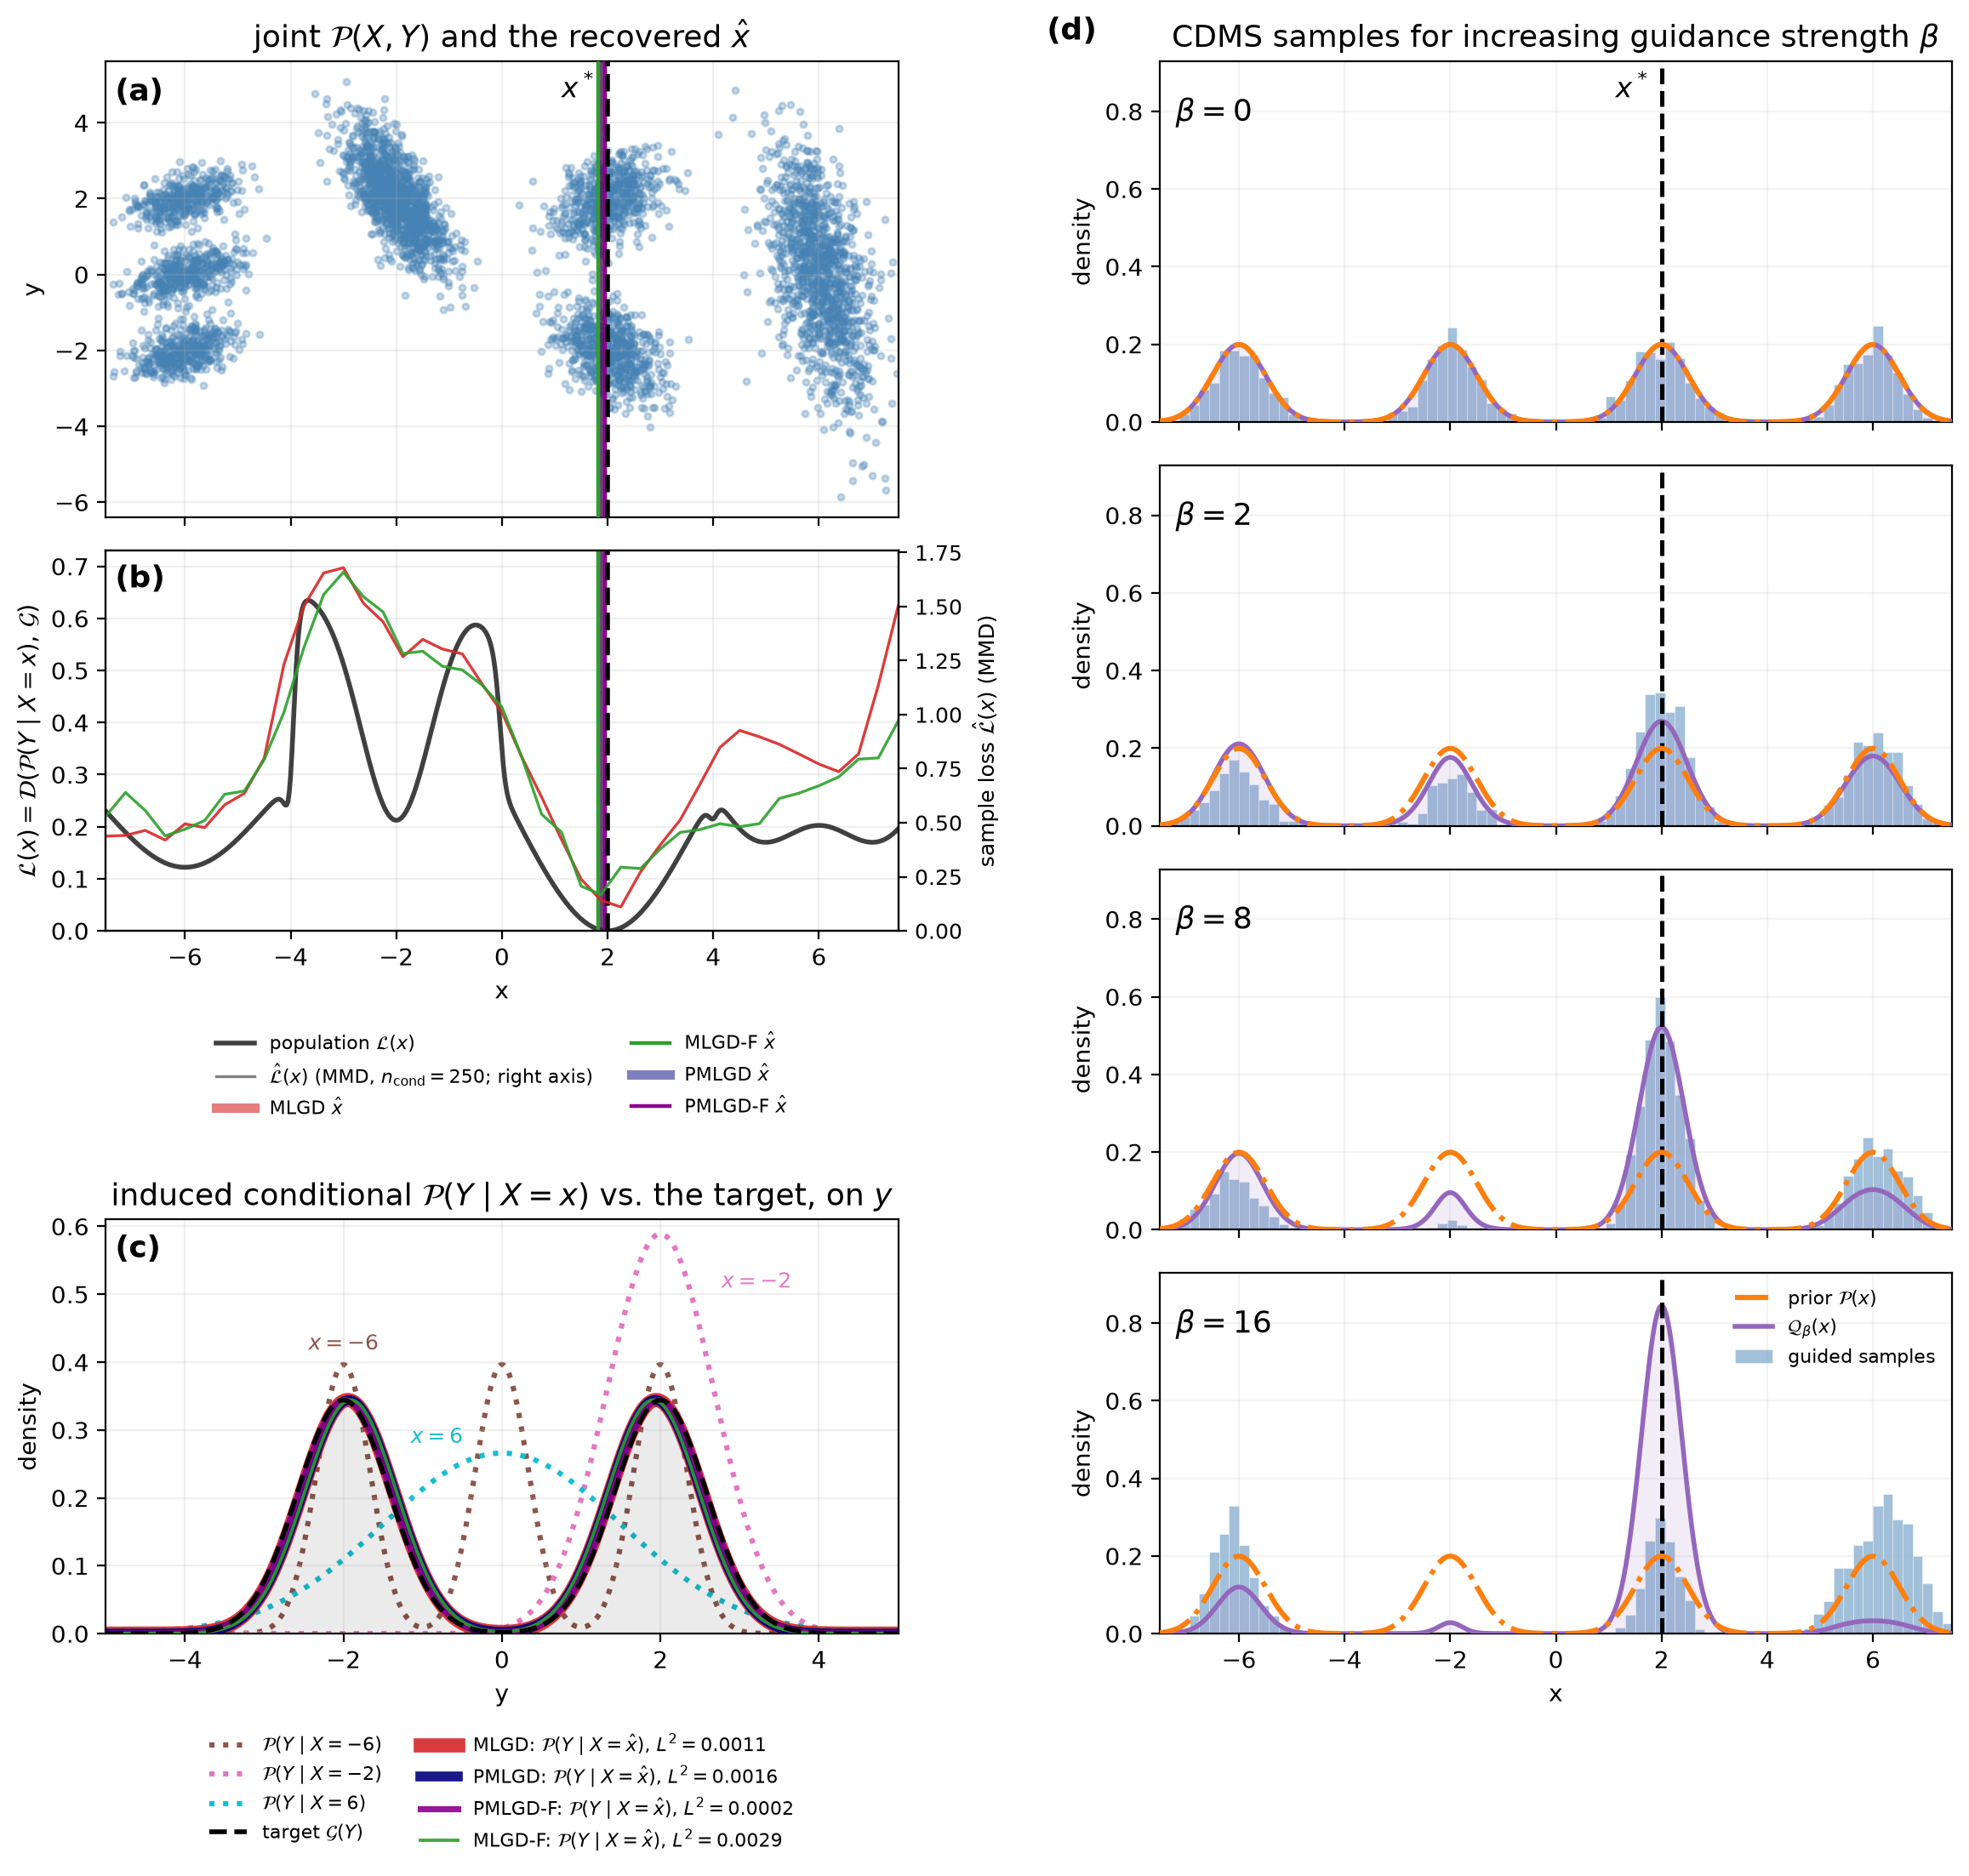 joint 𝒫(X, Y) and the recovered x̂
(a)
x*
y
4
2
0
−2
−4
−6
(b)
ℒ(x) = 𝒟(𝒫(Y | X = x), 𝒢)
0.7
0.6
0.5
0.4
0.3
0.2
0.1
0.0
sample loss ℒ̂(x) (MMD)
1.75
1.50
1.25
1.00
0.75
0.50
0.25
0.00
−6 −4 −2 0 2 4 6
x
population ℒ(x)
ℒ̂(x) (MMD, n_cond = 250; right axis)
MLGD x̂
MLGD-F x̂
PMLGD x̂
PMLGD-F x̂
induced conditional 𝒫(Y | X = x) vs. the target, on y
(c)
density
0.6
0.5
0.4
0.3
0.2
0.1
0.0
x = −2
x = −6
x = 6
−4 −2 0 2 4
y
𝒫(Y | X = −6)
𝒫(Y | X = −2)
𝒫(Y | X = 6)
target 𝒢(Y)
MLGD: 𝒫(Y | X = x̂), L² = 0.0011
PMLGD: 𝒫(Y | X = x̂), L² = 0.0016
PMLGD-F: 𝒫(Y | X = x̂), L² = 0.0002
MLGD-F: 𝒫(Y | X = x̂), L² = 0.0029
(d)
CDMS samples for increasing guidance strength β
β = 0
x*
density
0.8
0.6
0.4
0.2
0.0
β = 2
density
0.8
0.6
0.4
0.2
0.0
β = 8
density
0.8
0.6
0.4
0.2
0.0
β = 16
density
0.8
0.6
0.4
0.2
0.0
prior 𝒫(x)
𝒬_β(x)
guided samples
−6 −4 −2 0 2 4 6
x